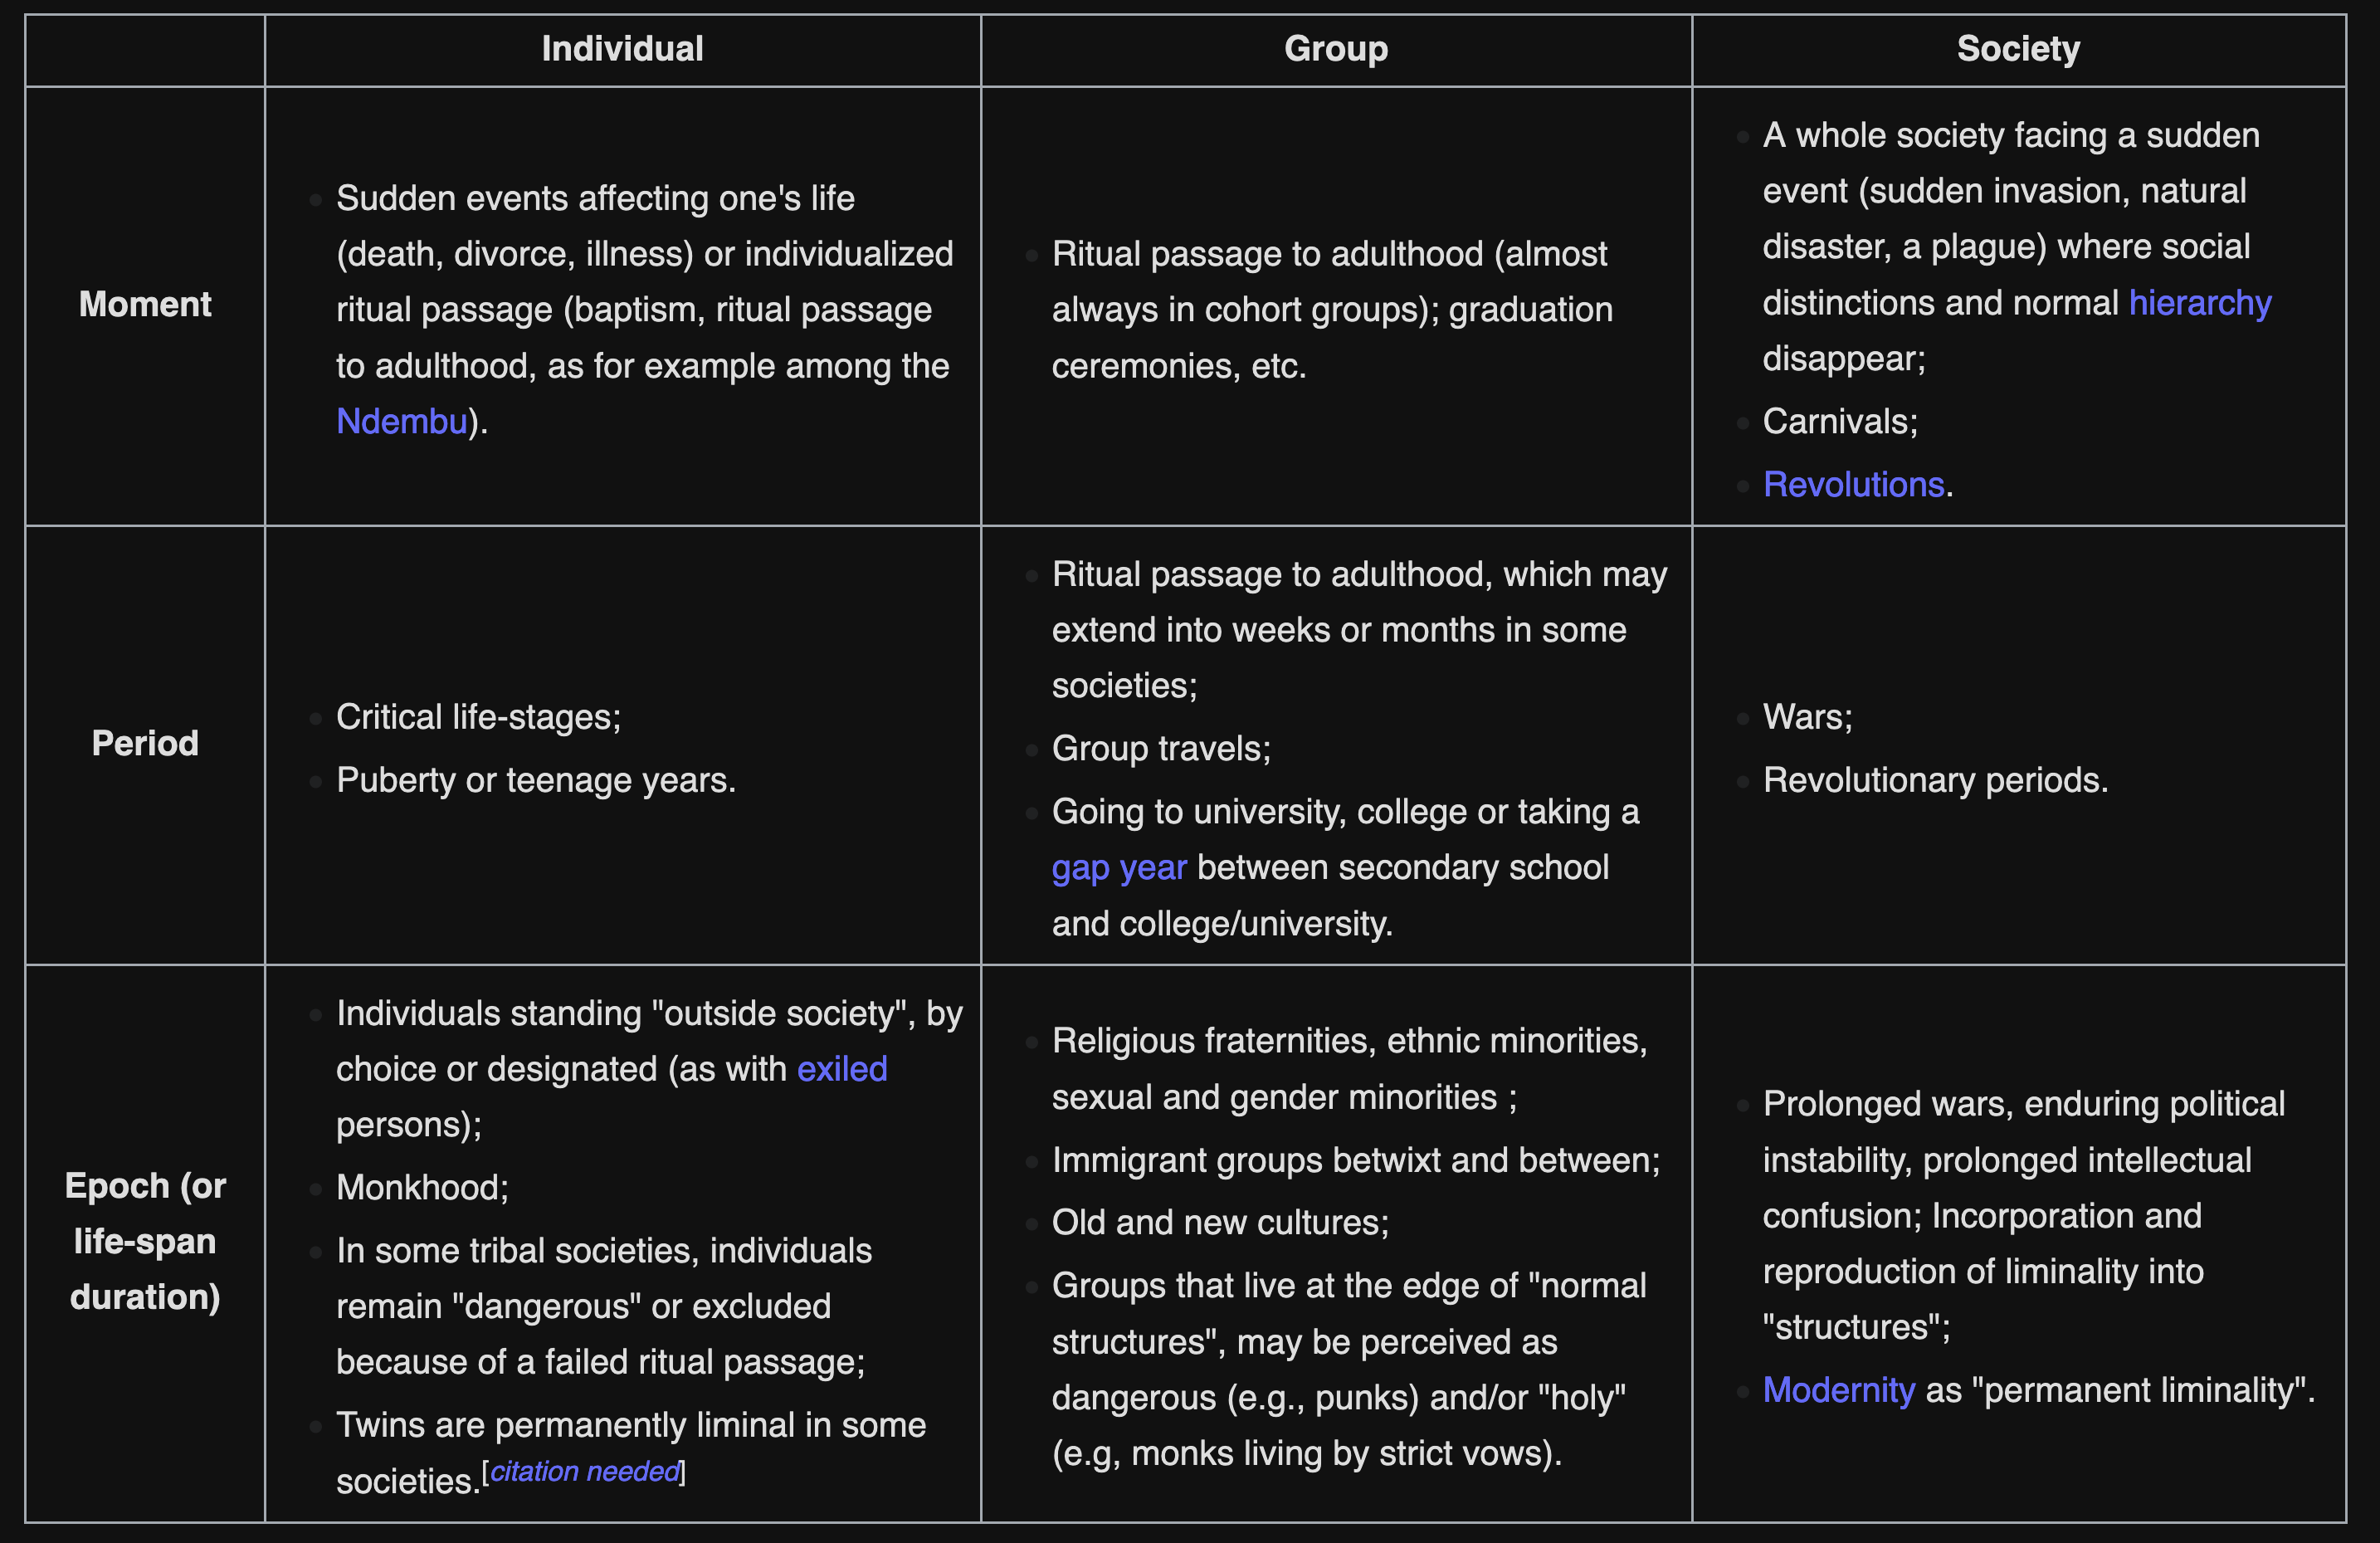 Individual
Group
Society
Moment
Sudden events affecting one's life
(death, divorce, illness) or individualized
ritual passage (baptism, ritual passage
to adulthood, as for example among the
Ndembu).
Ritual passage to adulthood (almost
always in cohort groups); graduation
ceremonies, etc.
A whole society facing a sudden
event (sudden invasion, natural
disaster, a plague) where social
distinctions and normal hierarchy
disappear;
Carnivals;
Revolutions.
Period
Critical life-stages;
Puberty or teenage years.
Ritual passage to adulthood, which may
extend into weeks or months in some
societies;
Group travels;
Going to university, college or taking a
gap year between secondary school
and college/university.
Wars;
Revolutionary periods.
Epoch (or
life-span
duration)
Individuals standing "outside society", by
choice or designated (as with exiled
persons);
Monkhood;
In some tribal societies, individuals
remain "dangerous" or excluded
because of a failed ritual passage;
Twins are permanently liminal in some
societies.[citation needed]
Religious fraternities, ethnic minorities,
sexual and gender minorities ;
Immigrant groups betwixt and between;
Old and new cultures;
Groups that live at the edge of "normal
structures", may be perceived as
dangerous (e.g., punks) and/or "holy"
(e.g, monks living by strict vows).
Prolonged wars, enduring political
instability, prolonged intellectual
confusion; Incorporation and
reproduction of liminality into
"structures";
Modernity as "permanent liminality".